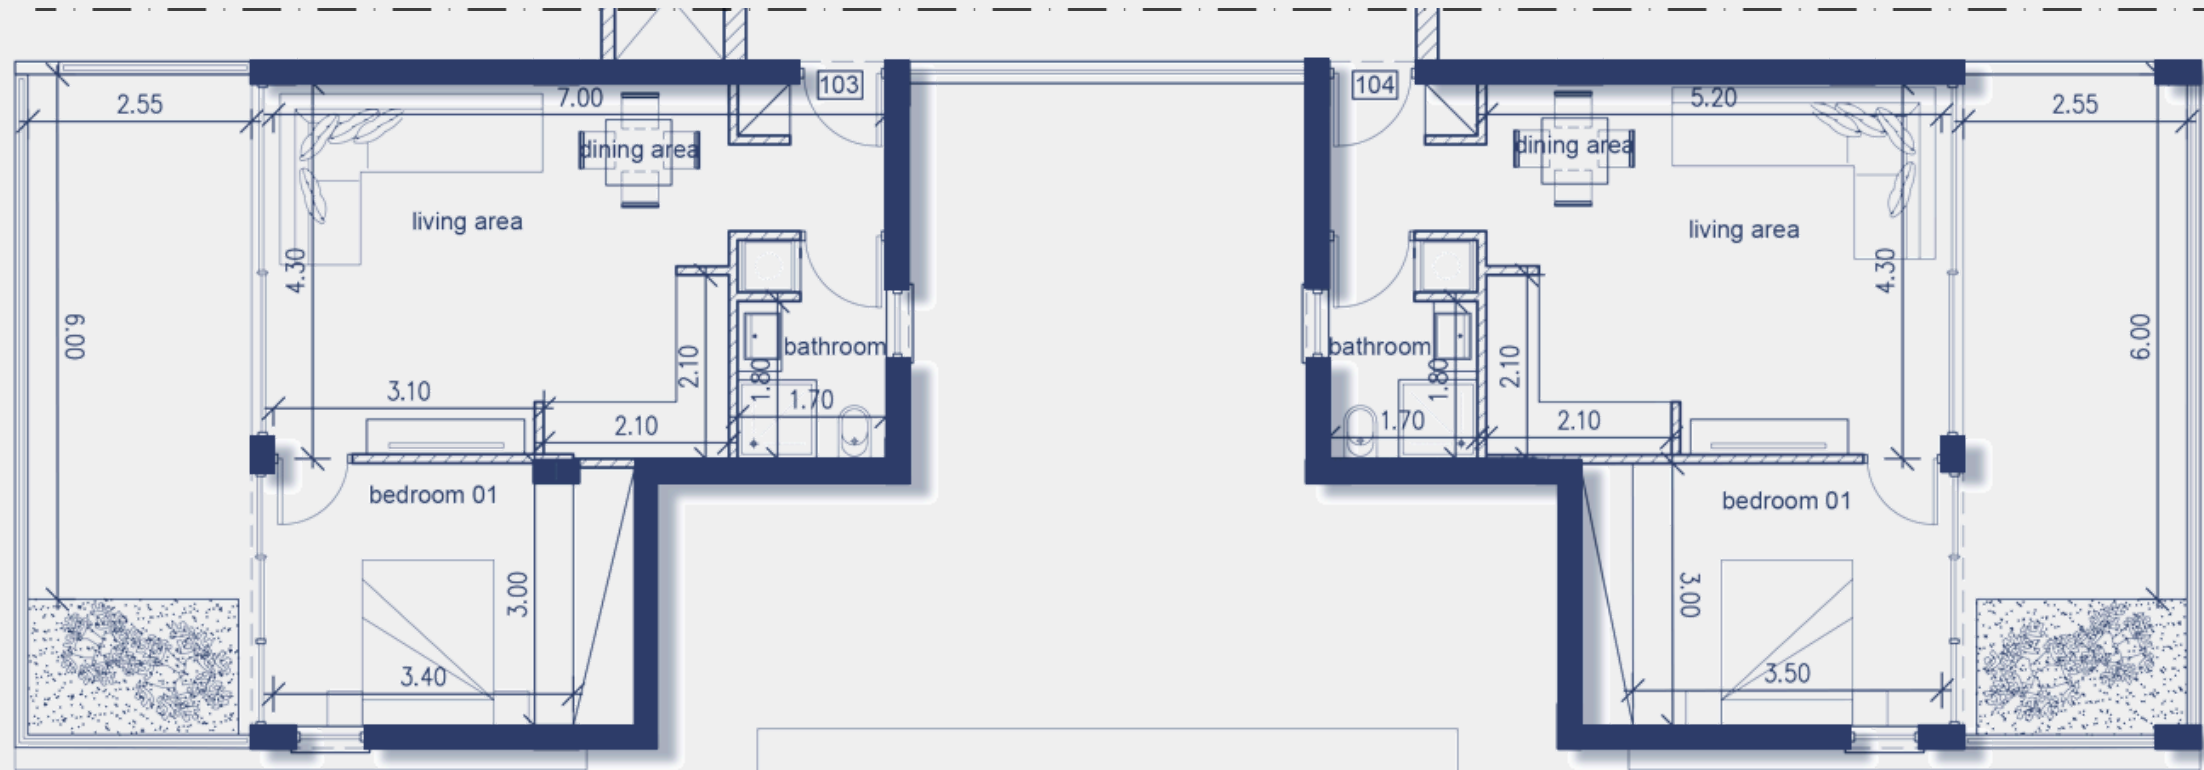 103
104
2.55
7.00
5.20
2.55
dining area
dining area
living area
living area
4.30
4.30
6.00
6.00
bathroom
bathroom
2.10
1.80
1.80
2.10
3.10
1.70
1.70
2.10
2.10
bedroom 01
bedroom 01
3.00
3.00
3.40
3.50